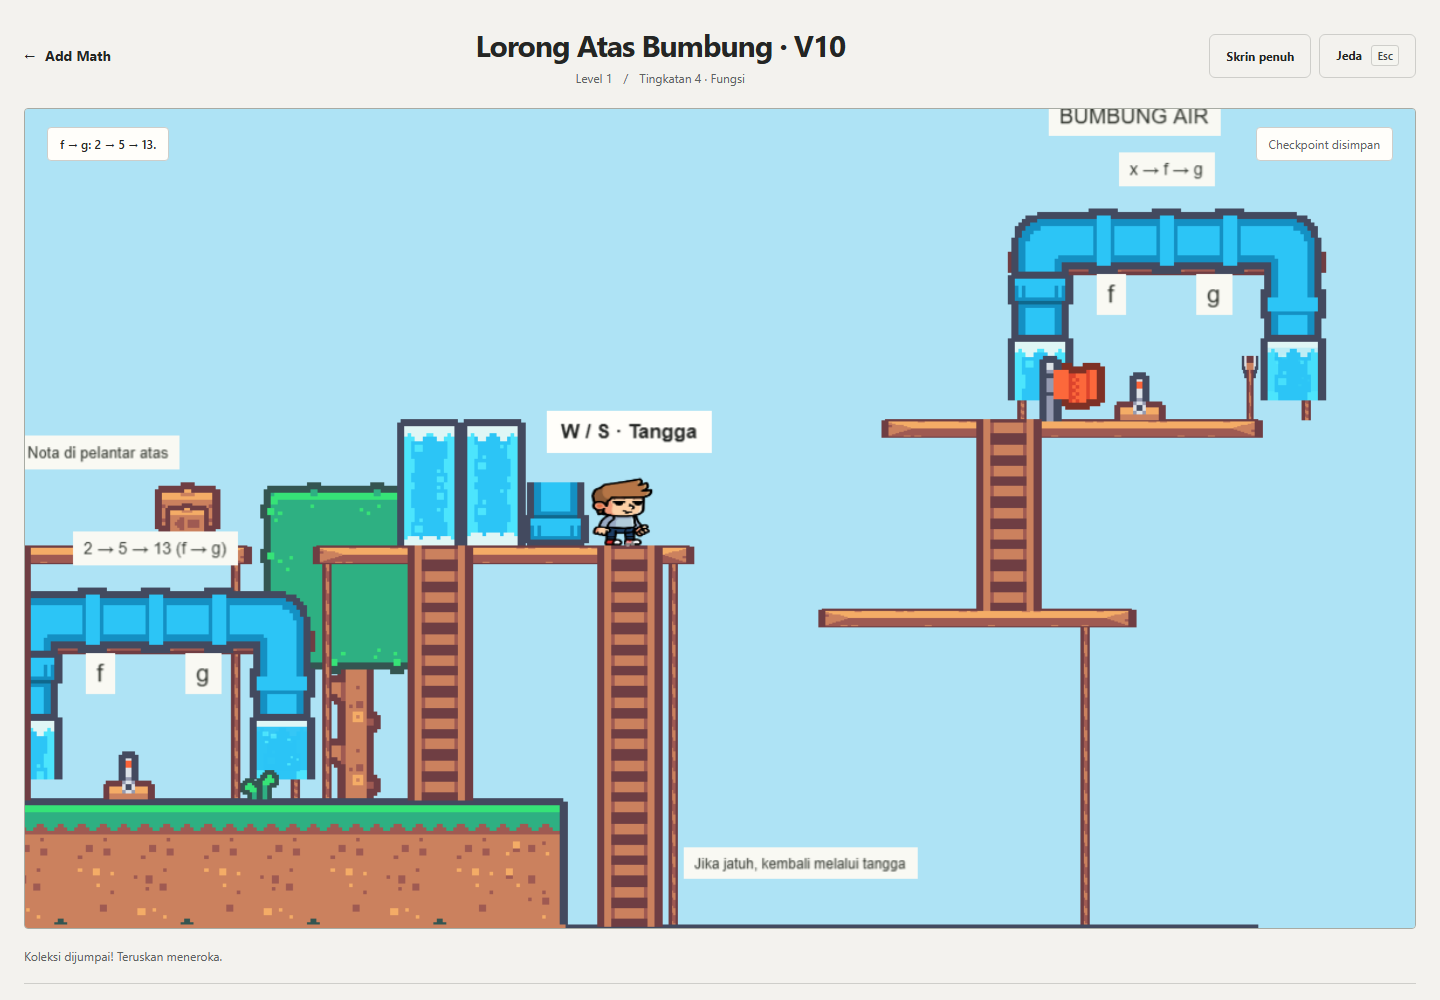 ← Add Math
Lorong Atas Bumbung · V10
Level 1 / Tingkatan 4 · Fungsi
Skrin penuh
Jeda Esc
f → g: 2 → 5 → 13.
BUMBUNG AIR
Checkpoint disimpan
x → f → g
f
g
W / S · Tangga
Nota di pelantar atas
2 → 5 → 13 (f → g)
f
g
Jika jatuh, kembali melalui tangga
Koleksi dijumpai! Teruskan meneroka.